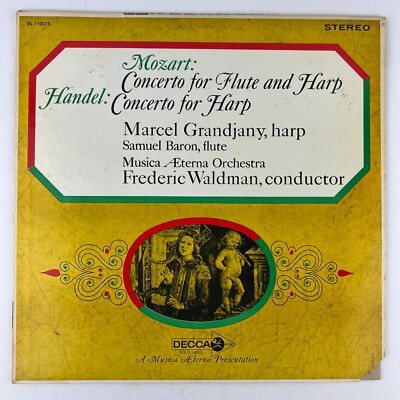 DL 710075
STEREO
Mozart:
Concerto for Flute and Harp
Handel: Concerto for Harp
Marcel Grandjany, harp
Samuel Baron, flute
Musica Æterna Orchestra
Frederic Waldman, conductor
DECCA
GOLD LABEL
A Musica Æterna Presentation